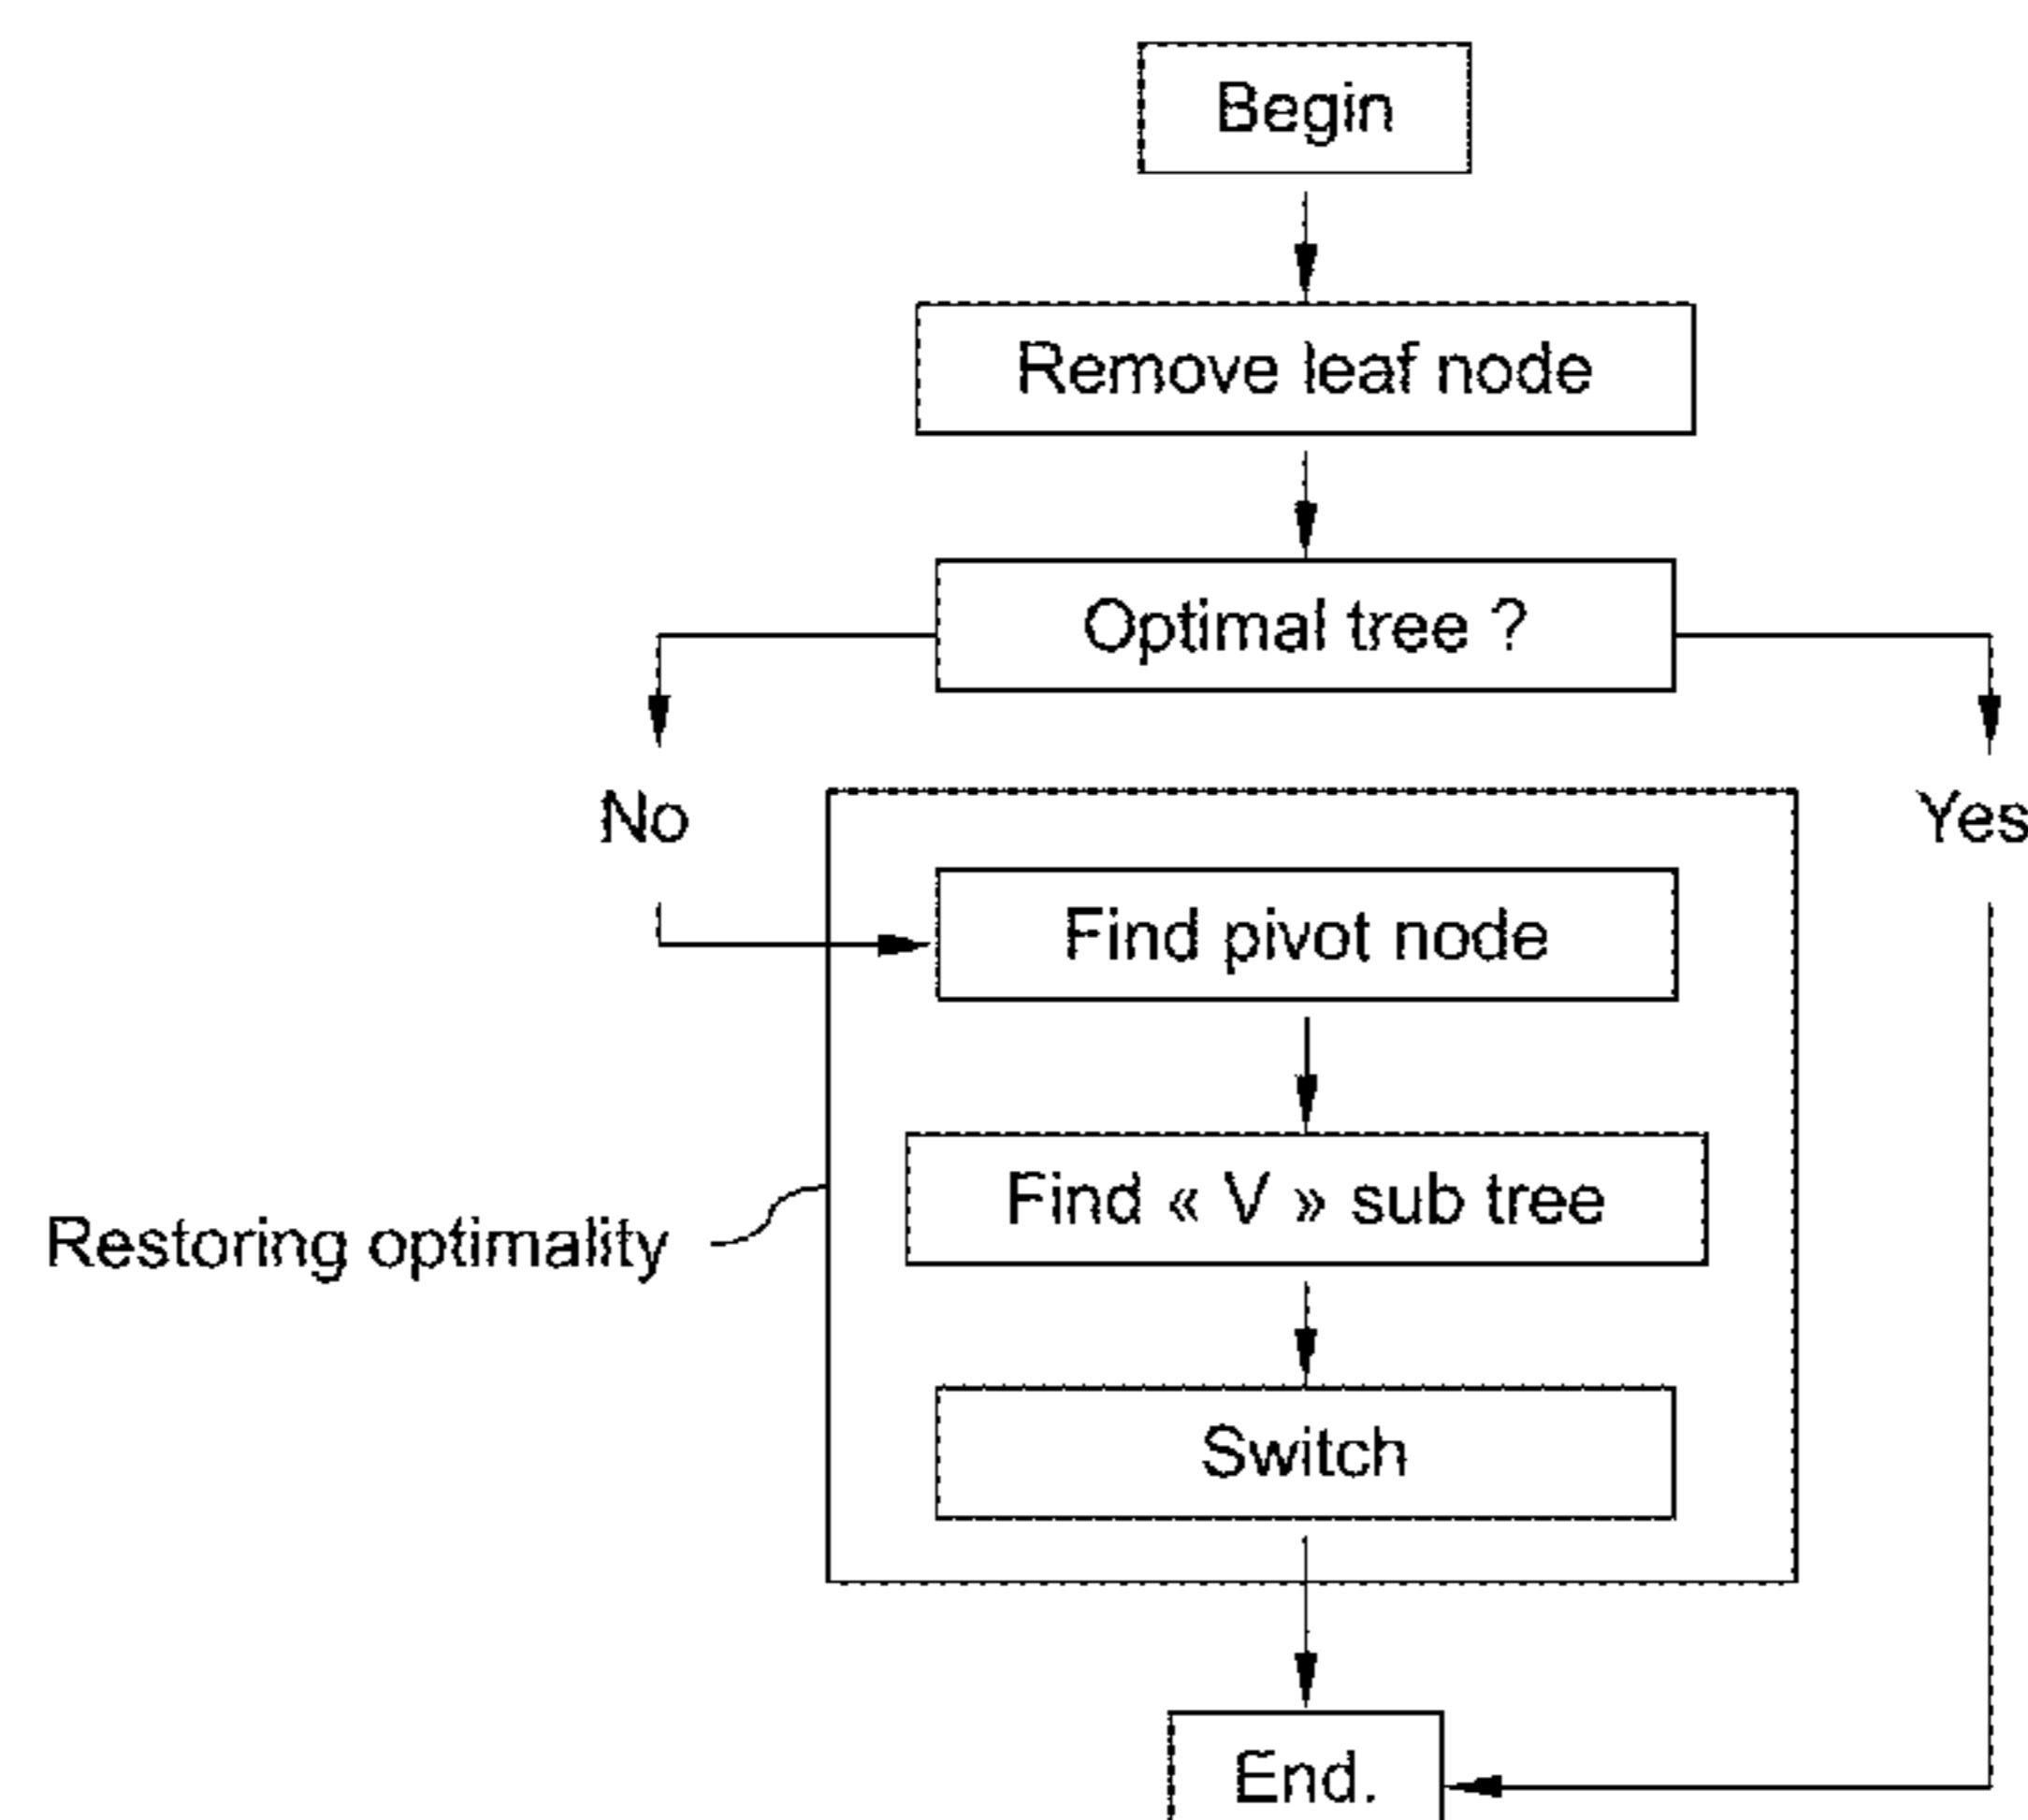 Begin
Remove leaf node
Optimal tree ?
No
Yes
Find pivot node
Find « V » sub tree
Restoring optimality
Switch
End.